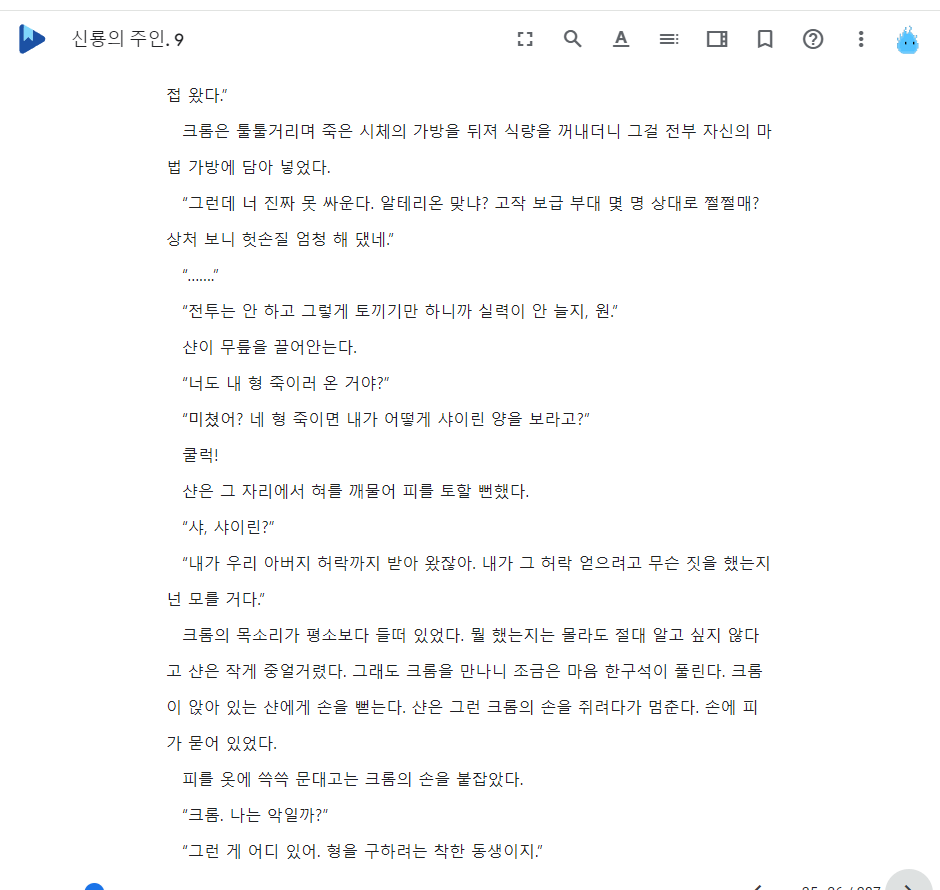 신룡의 주인. 9
접 왔다.”
크롬은 툴툴거리며 죽은 시체의 가방을 뒤져 식량을 꺼내더니 그걸 전부 자신의 마
법 가방에 담아 넣었다.
“그런데 너 진짜 못 싸운다. 알테리온 맞냐? 고작 보급 부대 몇 명 상대로 쩔쩔매?
상처 보니 헛손질 엄청 해 댔네.”
“…….”
“전투는 안 하고 그렇게 토끼기만 하니까 실력이 안 늘지, 원.”
샨이 무릎을 끌어안는다.
“너도 내 형 죽이러 온 거야?”
“미쳤어? 네 형 죽이면 내가 어떻게 샤이린 양을 보라고?”
쿨럭!
샨은 그 자리에서 혀를 깨물어 피를 토할 뻔했다.
“샤, 샤이린?”
“내가 우리 아버지 허락까지 받아 왔잖아. 내가 그 허락 얻으려고 무슨 짓을 했는지
넌 모를 거다.”
크롬의 목소리가 평소보다 들떠 있었다. 뭘 했는지는 몰라도 절대 알고 싶지 않다
고 샨은 작게 중얼거렸다. 그래도 크롬을 만나니 조금은 마음 한구석이 풀린다. 크롬
이 앉아 있는 샨에게 손을 뻗는다. 샨은 그런 크롬의 손을 쥐려다가 멈춘다. 손에 피
가 묻어 있었다.
피를 옷에 쓱쓱 문대고는 크롬의 손을 붙잡았다.
“크롬. 나는 악일까?”
“그런 게 어디 있어. 형을 구하려는 착한 동생이지.”